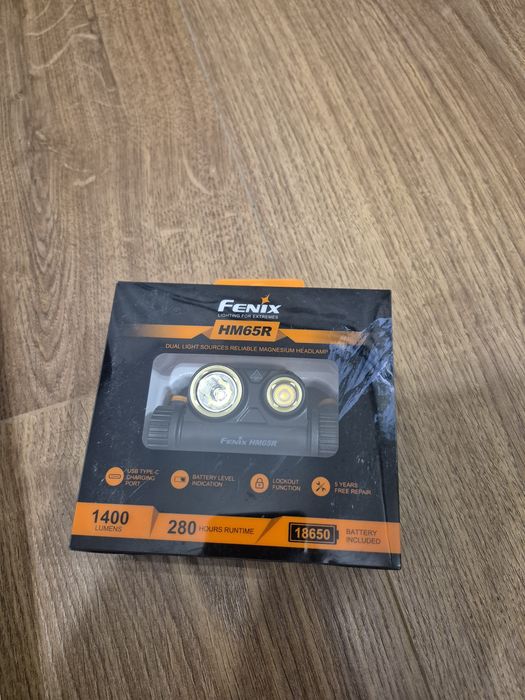 FENIX
LIGHTING FOR EXTREMES
HM65R
DUAL LIGHT SOURCES RELIABLE MAGNESIUM HEADLAMP
FENIX HM65R
USB TYPE-C
CHARGING
PORT
BATTERY LEVEL
INDICATION
LOCKOUT
FUNCTION
5 YEARS
FREE REPAIR
1400
LUMENS
280 HOURS RUNTIME
18650
BATTERY
INCLUDED